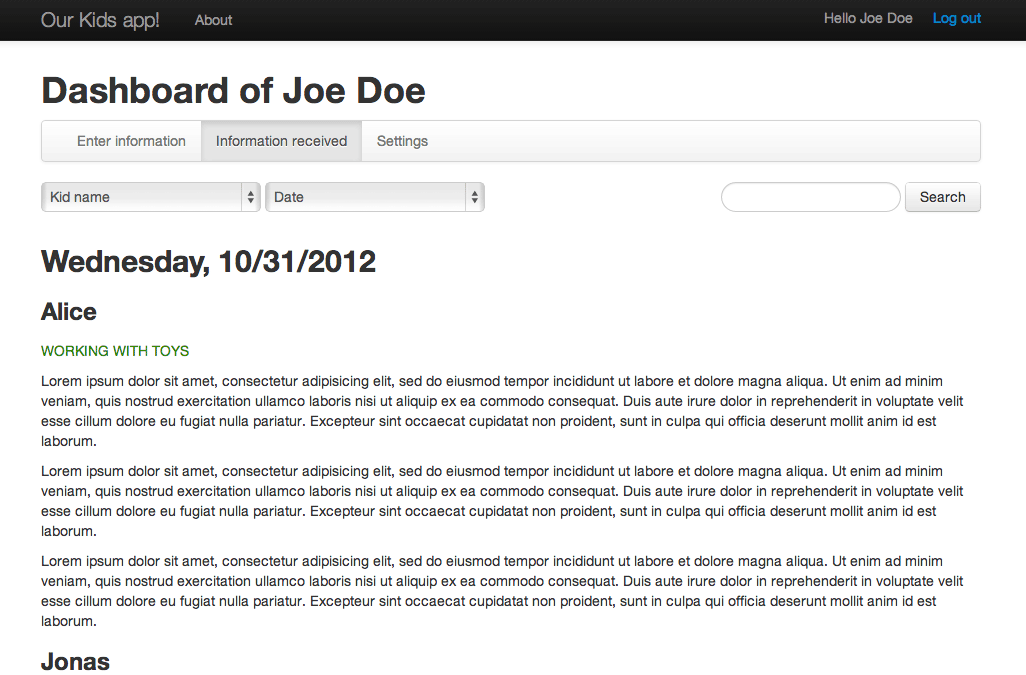 Our Kids app! About Hello Joe Doe Log out
Dashboard of Joe Doe
Enter information Information received Settings
Kid name Date Search
Wednesday, 10/31/2012
Alice
WORKING WITH TOYS
Lorem ipsum dolor sit amet, consectetur adipisicing elit, sed do eiusmod tempor incididunt ut labore et dolore magna aliqua. Ut enim ad minim
veniam, quis nostrud exercitation ullamco laboris nisi ut aliquip ex ea commodo consequat. Duis aute irure dolor in reprehenderit in voluptate velit
esse cillum dolore eu fugiat nulla pariatur. Excepteur sint occaecat cupidatat non proident, sunt in culpa qui officia deserunt mollit anim id est
laborum.
Lorem ipsum dolor sit amet, consectetur adipisicing elit, sed do eiusmod tempor incididunt ut labore et dolore magna aliqua. Ut enim ad minim
veniam, quis nostrud exercitation ullamco laboris nisi ut aliquip ex ea commodo consequat. Duis aute irure dolor in reprehenderit in voluptate velit
esse cillum dolore eu fugiat nulla pariatur. Excepteur sint occaecat cupidatat non proident, sunt in culpa qui officia deserunt mollit anim id est
laborum.
Lorem ipsum dolor sit amet, consectetur adipisicing elit, sed do eiusmod tempor incididunt ut labore et dolore magna aliqua. Ut enim ad minim
veniam, quis nostrud exercitation ullamco laboris nisi ut aliquip ex ea commodo consequat. Duis aute irure dolor in reprehenderit in voluptate velit
esse cillum dolore eu fugiat nulla pariatur. Excepteur sint occaecat cupidatat non proident, sunt in culpa qui officia deserunt mollit anim id est
laborum.
Jonas